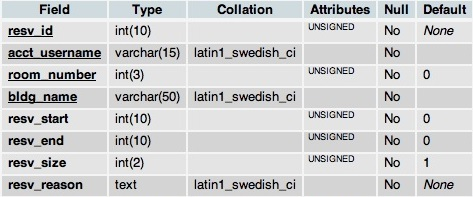 Field Type Collation Attributes Null Default
resv_id int(10) UNSIGNED No None
acct_username varchar(15) latin1_swedish_ci No
room_number int(3) UNSIGNED No 0
bldg_name varchar(50) latin1_swedish_ci No
resv_start int(10) UNSIGNED No 0
resv_end int(10) UNSIGNED No 0
resv_size int(2) UNSIGNED No 1
resv_reason text latin1_swedish_ci No None